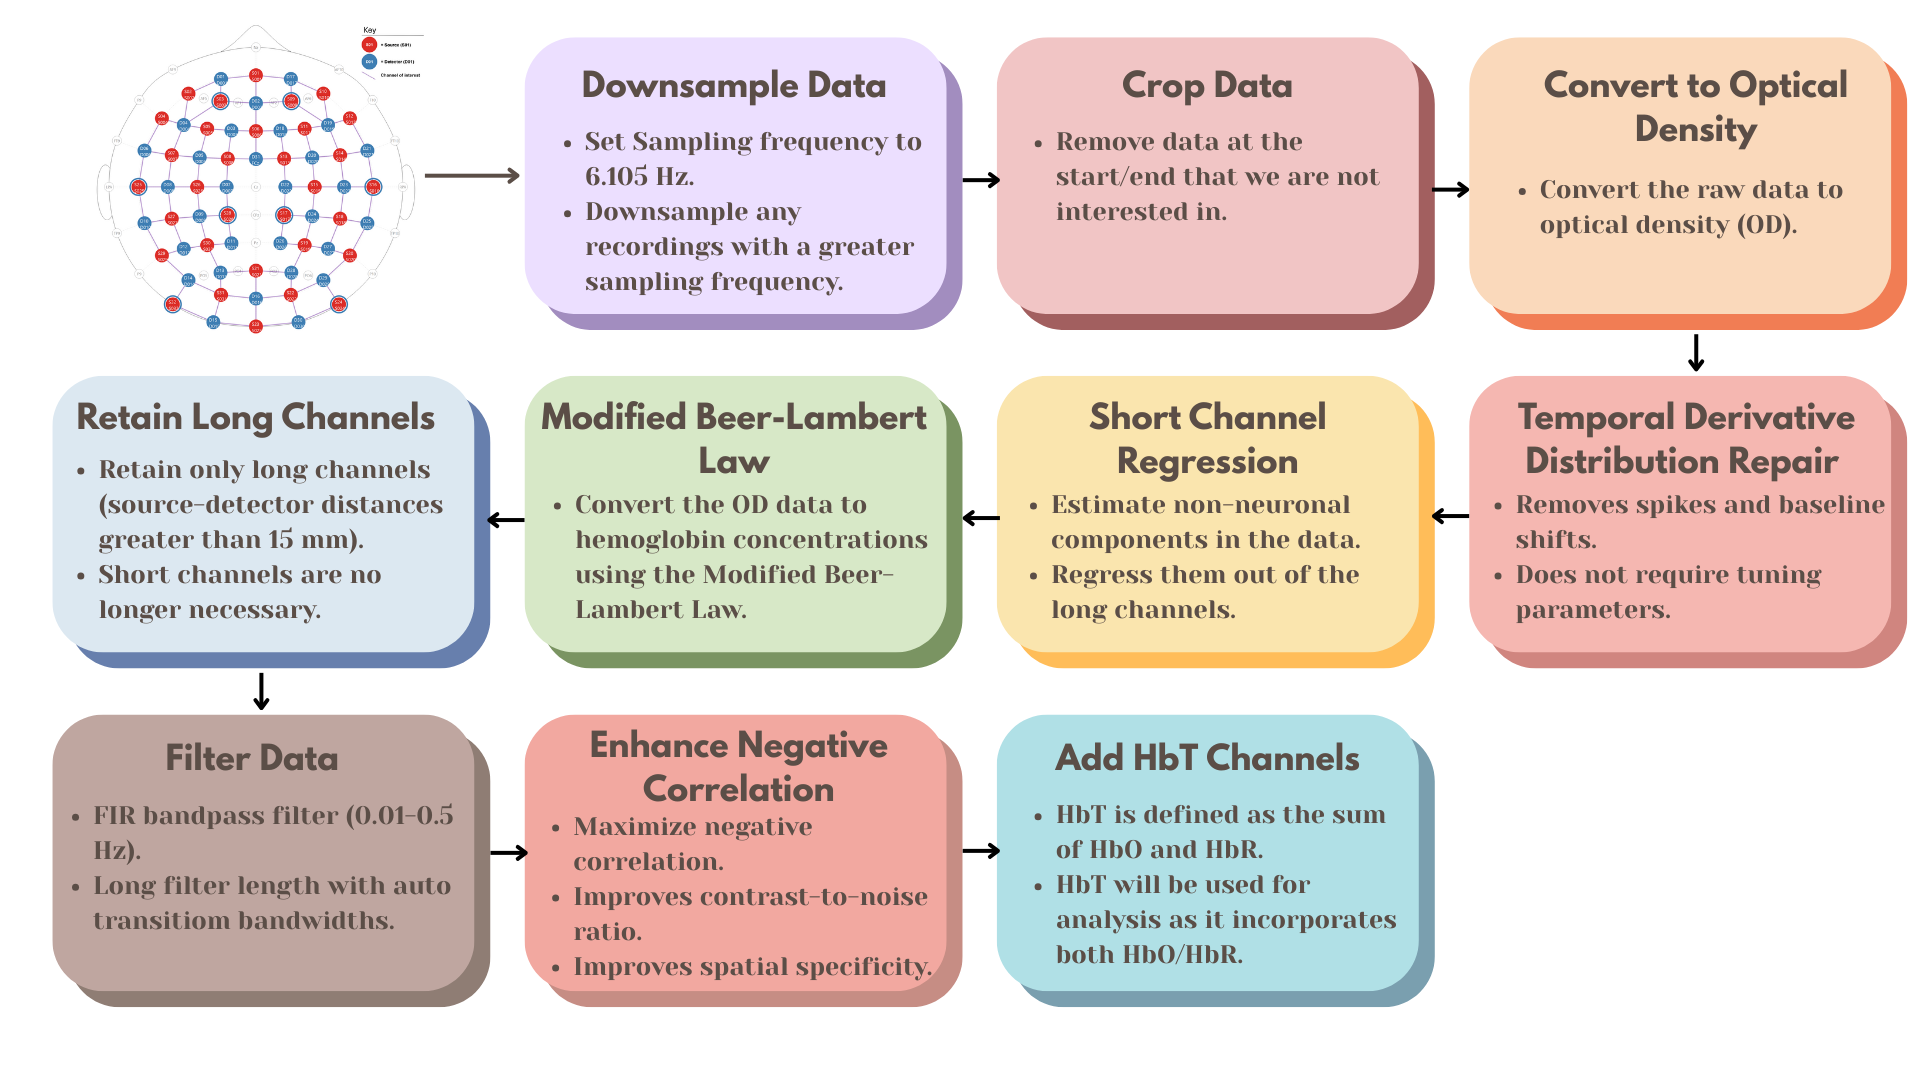 Key
= Source (S01)
= Detector (D01)
Channel of interest
Downsample Data
• Set Sampling frequency to
6.105 Hz.
• Downsample any
recordings with a greater
sampling frequency.
Crop Data
• Remove data at the
start/end that we are not
interested in.
Convert to Optical
Density
• Convert the raw data to
optical density (OD).
Retain Long Channels
• Retain only long channels
(source-detector distances
greater than 15 mm).
• Short channels are no
longer necessary.
Modified Beer-Lambert
Law
• Convert the OD data to
hemoglobin concentrations
using the Modified Beer-
Lambert Law.
Short Channel
Regression
• Estimate non-neuronal
components in the data.
• Regress them out of the
long channels.
Temporal Derivative
Distribution Repair
• Removes spikes and baseline
shifts.
• Does not require tuning
parameters.
Filter Data
• FIR bandpass filter (0.01-0.5
Hz).
• Long filter length with auto
transitiom bandwidths.
Enhance Negative
Correlation
• Maximize negative
correlation.
• Improves contrast-to-noise
ratio.
• Improves spatial specificity.
Add HbT Channels
• HbT is defined as the sum
of HbO and HbR.
• HbT will be used for
analysis as it incorporates
both HbO/HbR.